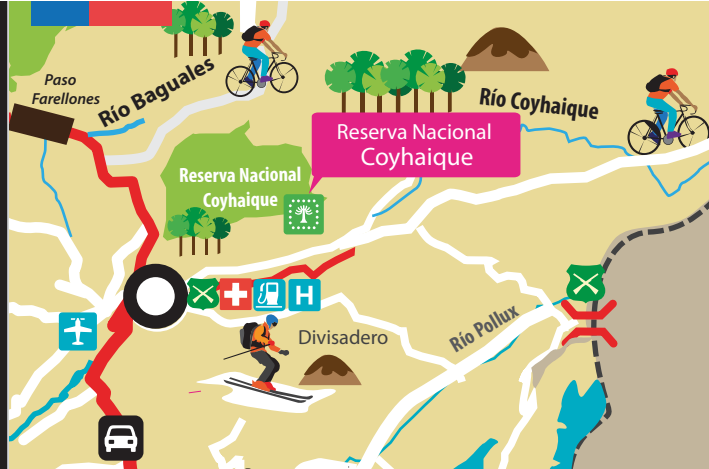 Paso
Farellones
Río Baguales
Río Coyhaique
Reserva Nacional
Coyhaique
Reserva Nacional
Coyhaique
H
Divisadero
Río Pollux